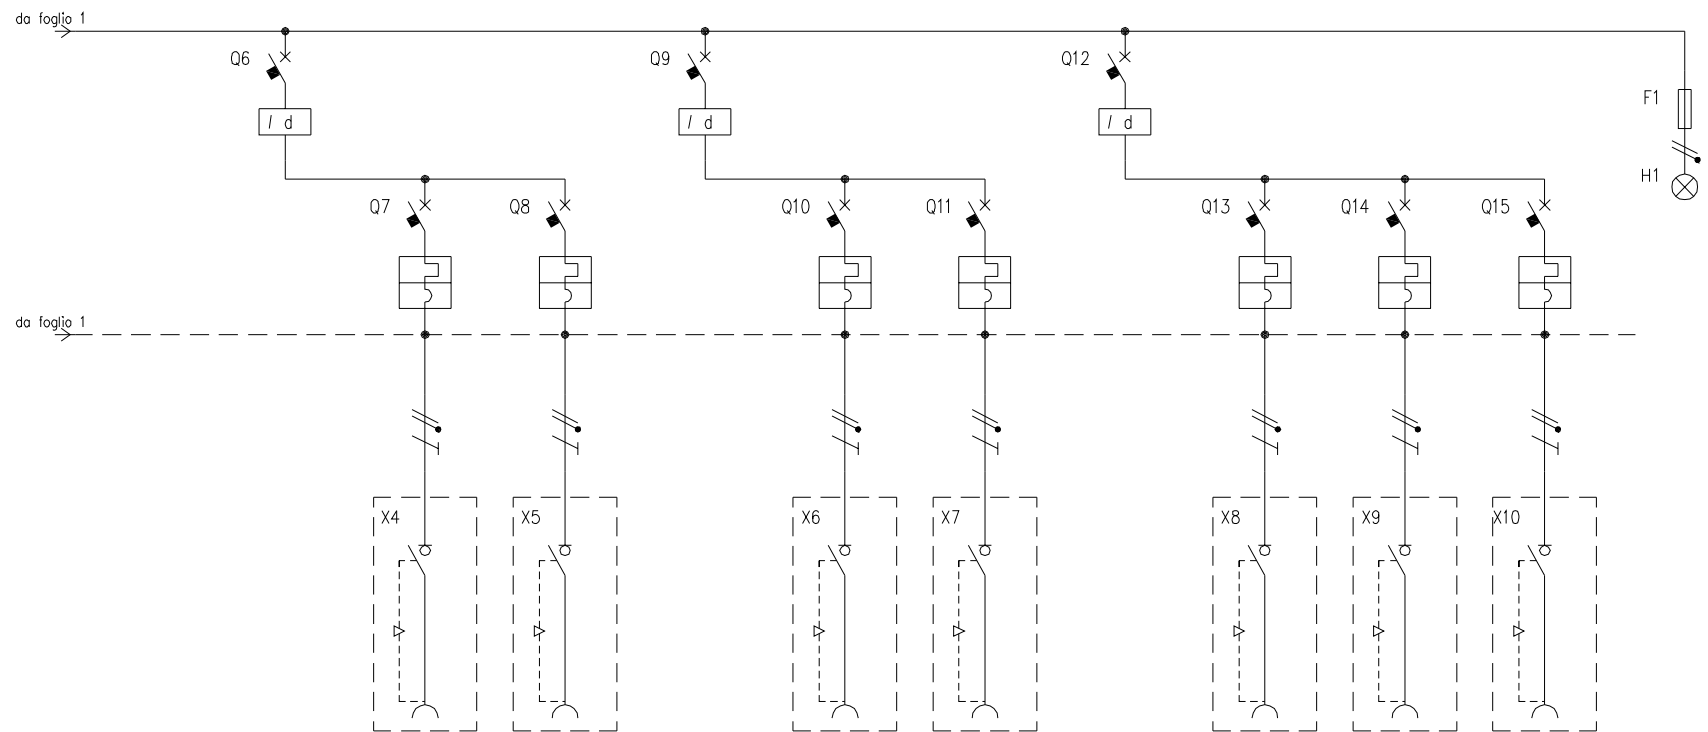 da foglio 1
Q6
Q9
Q12
F1
I d
I d
I d
H1
Q7
Q8
Q10
Q11
Q13
Q14
Q15
da foglio 1
X4
X5
X6
X7
X8
X9
X10